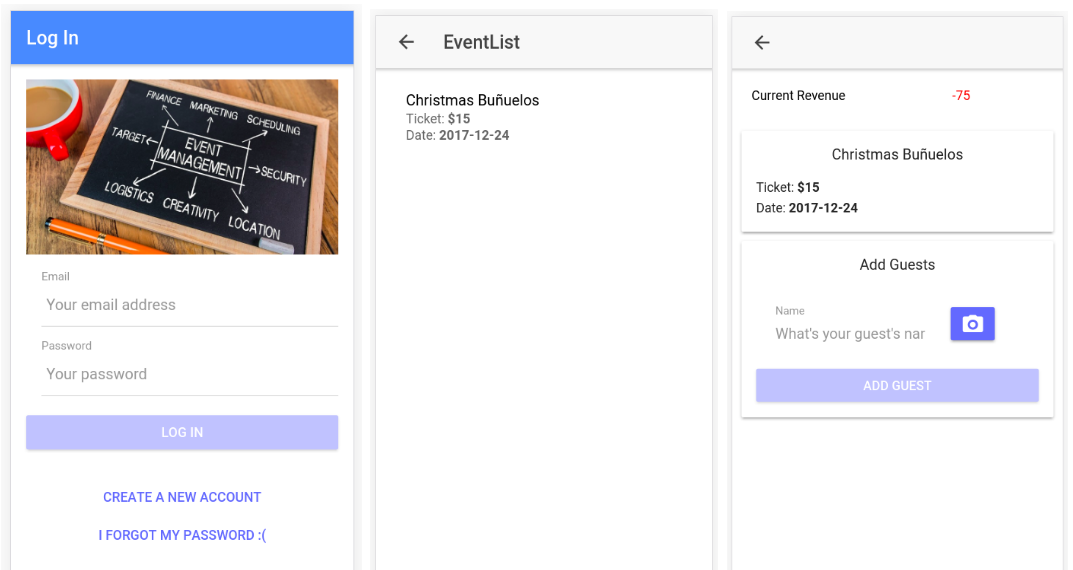 Log In
FINANCE MARKETING SCHEDULING
TARGET
EVENT
MANAGEMENT
SECURITY
LOGISTICS CREATIVITY LOCATION
Email
Your email address
Password
Your password
LOG IN
CREATE A NEW ACCOUNT
I FORGOT MY PASSWORD :(
EventList
Christmas Buñuelos
Ticket: $15
Date: 2017-12-24
Current Revenue -75
Christmas Buñuelos
Ticket: $15
Date: 2017-12-24
Add Guests
Name
What's your guest's nar
ADD GUEST